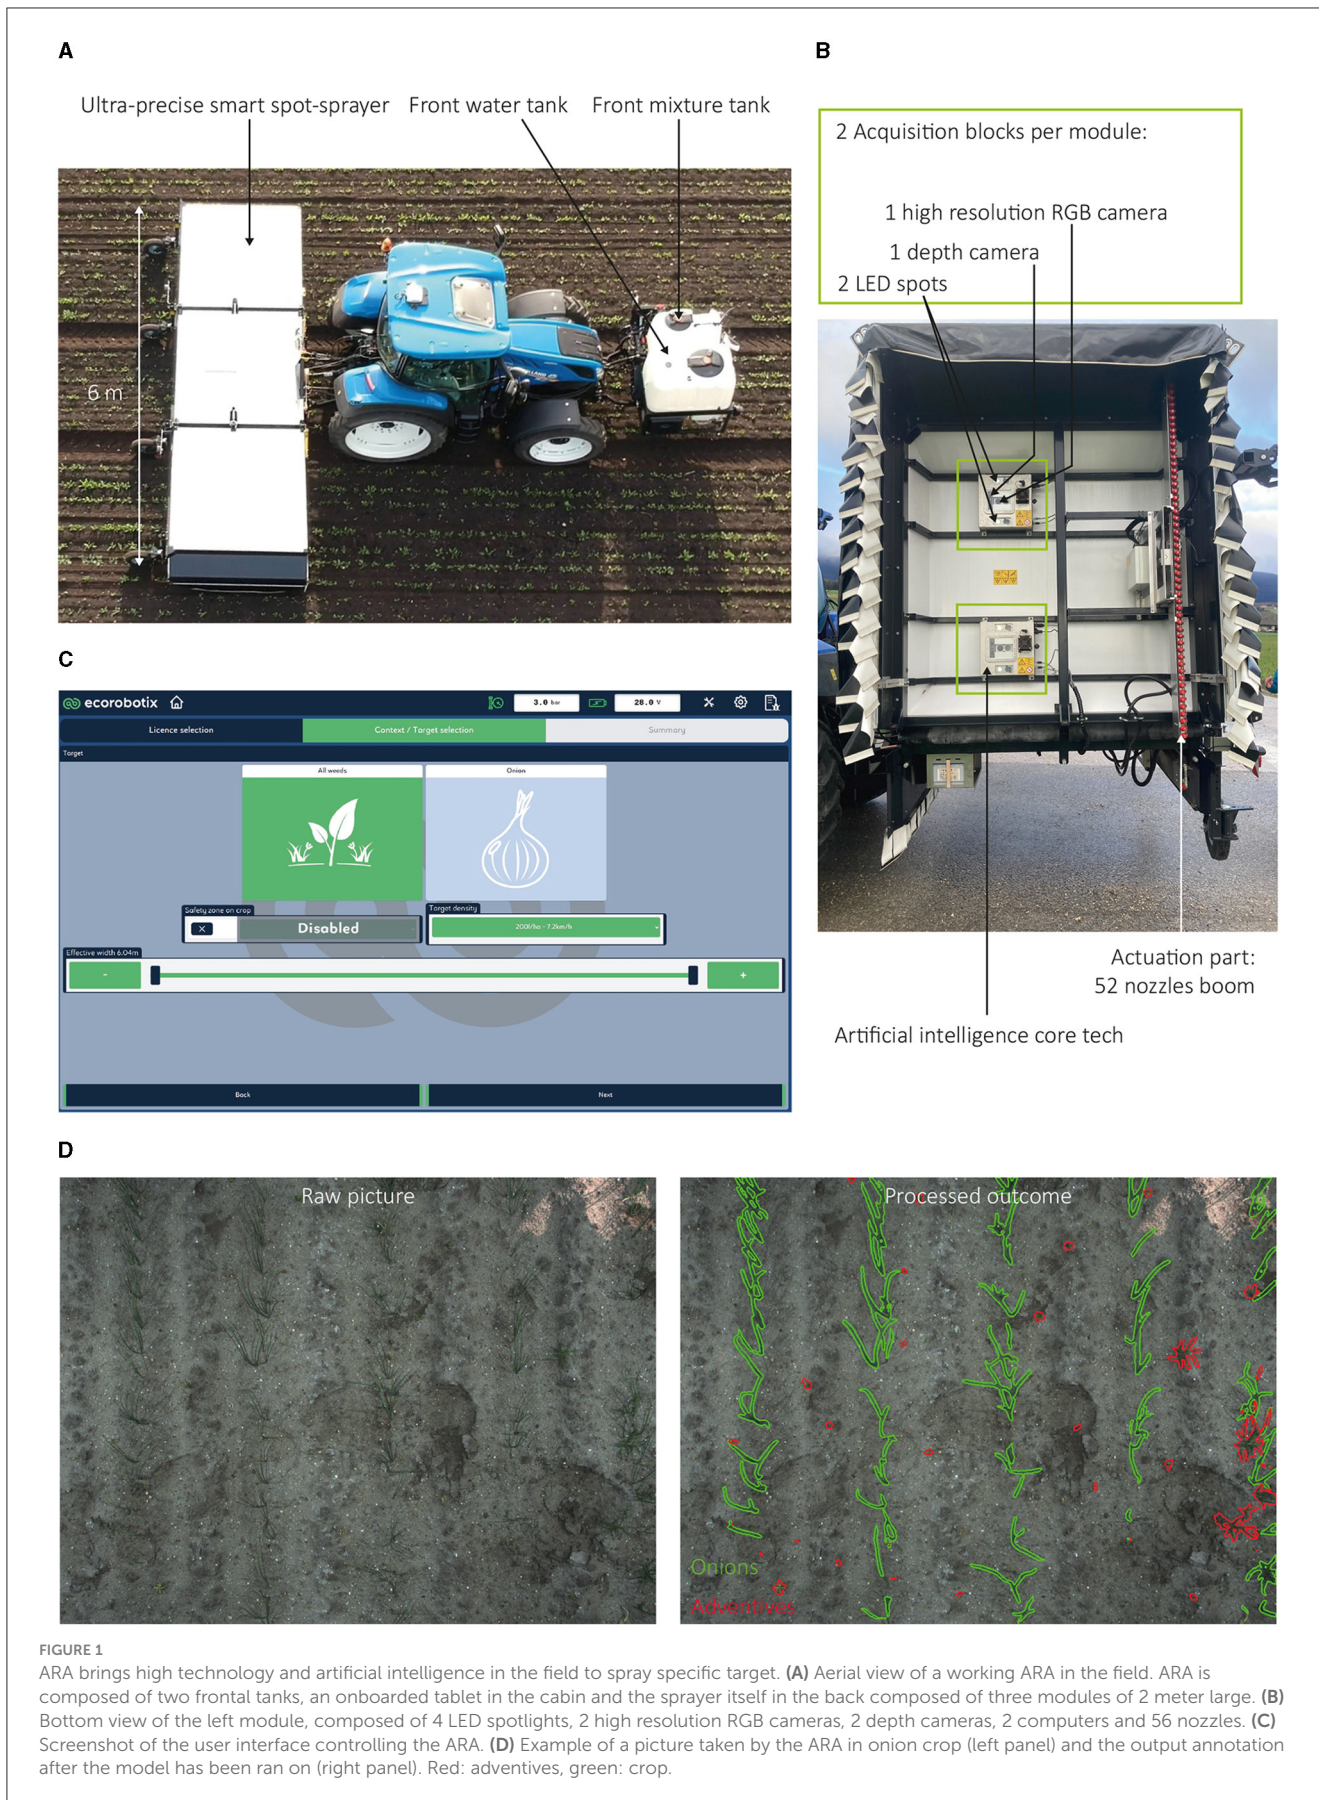 A
Ultra-precise smart spot-sprayer
Front water tank
Front mixture tank
6 m
B
2 Acquisition blocks per module:
1 high resolution RGB camera
1 depth camera
2 LED spots
Actuation part:
52 nozzles boom
Artificial intelligence core tech
C
ecorobotix
3.0 bar
28.0 V
Licence selection
Context / Target selection
Summary
Target
All weeds
Onion
Safety zone on crop
Disabled
Target density
200l/ha - 7.2km/h
Effective width 6.04m
-
+
Back
Next
D
Raw picture
Processed outcome
Onions
Adventives
FIGURE 1
ARA brings high technology and artificial intelligence in the field to spray specific target. (A) Aerial view of a working ARA in the field. ARA is
composed of two frontal tanks, an onboarded tablet in the cabin and the sprayer itself in the back composed of three modules of 2 meter large. (B)
Bottom view of the left module, composed of 4 LED spotlights, 2 high resolution RGB cameras, 2 depth cameras, 2 computers and 56 nozzles. (C)
Screenshot of the user interface controlling the ARA. (D) Example of a picture taken by the ARA in onion crop (left panel) and the output annotation
after the model has been ran on (right panel). Red: adventives, green: crop.